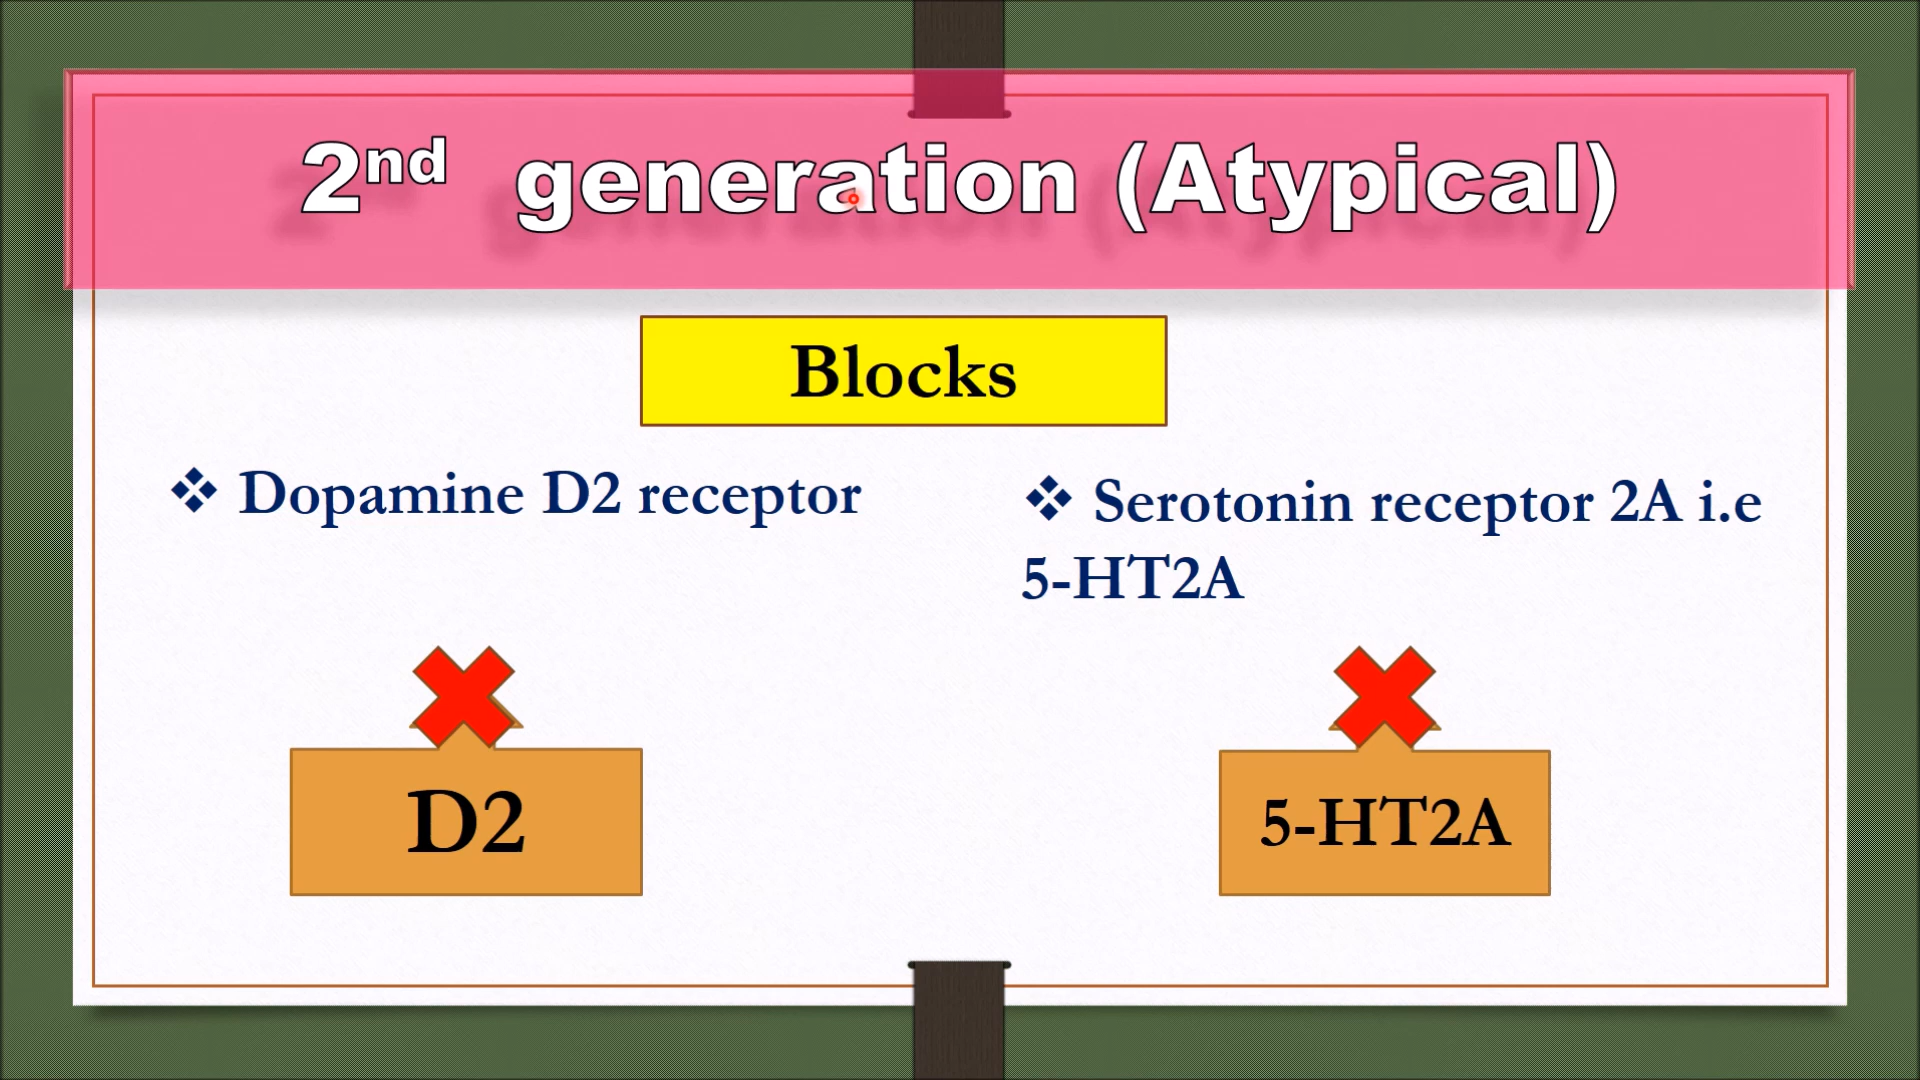 2nd generation (Atypical)
Blocks
❖ Dopamine D2 receptor
❖ Serotonin receptor 2A i.e
5-HT2A
D2
5-HT2A